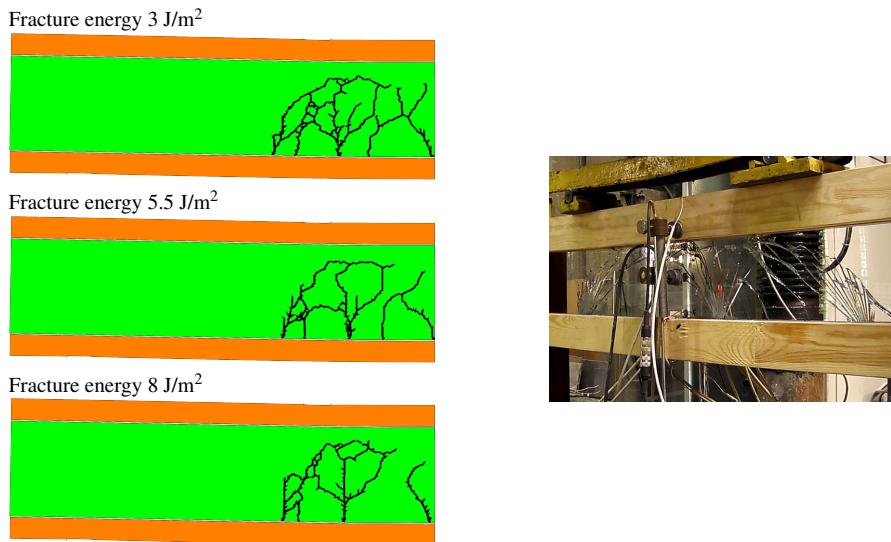 Fracture energy 3 J/m²
Fracture energy 5.5 J/m²
Fracture energy 8 J/m²